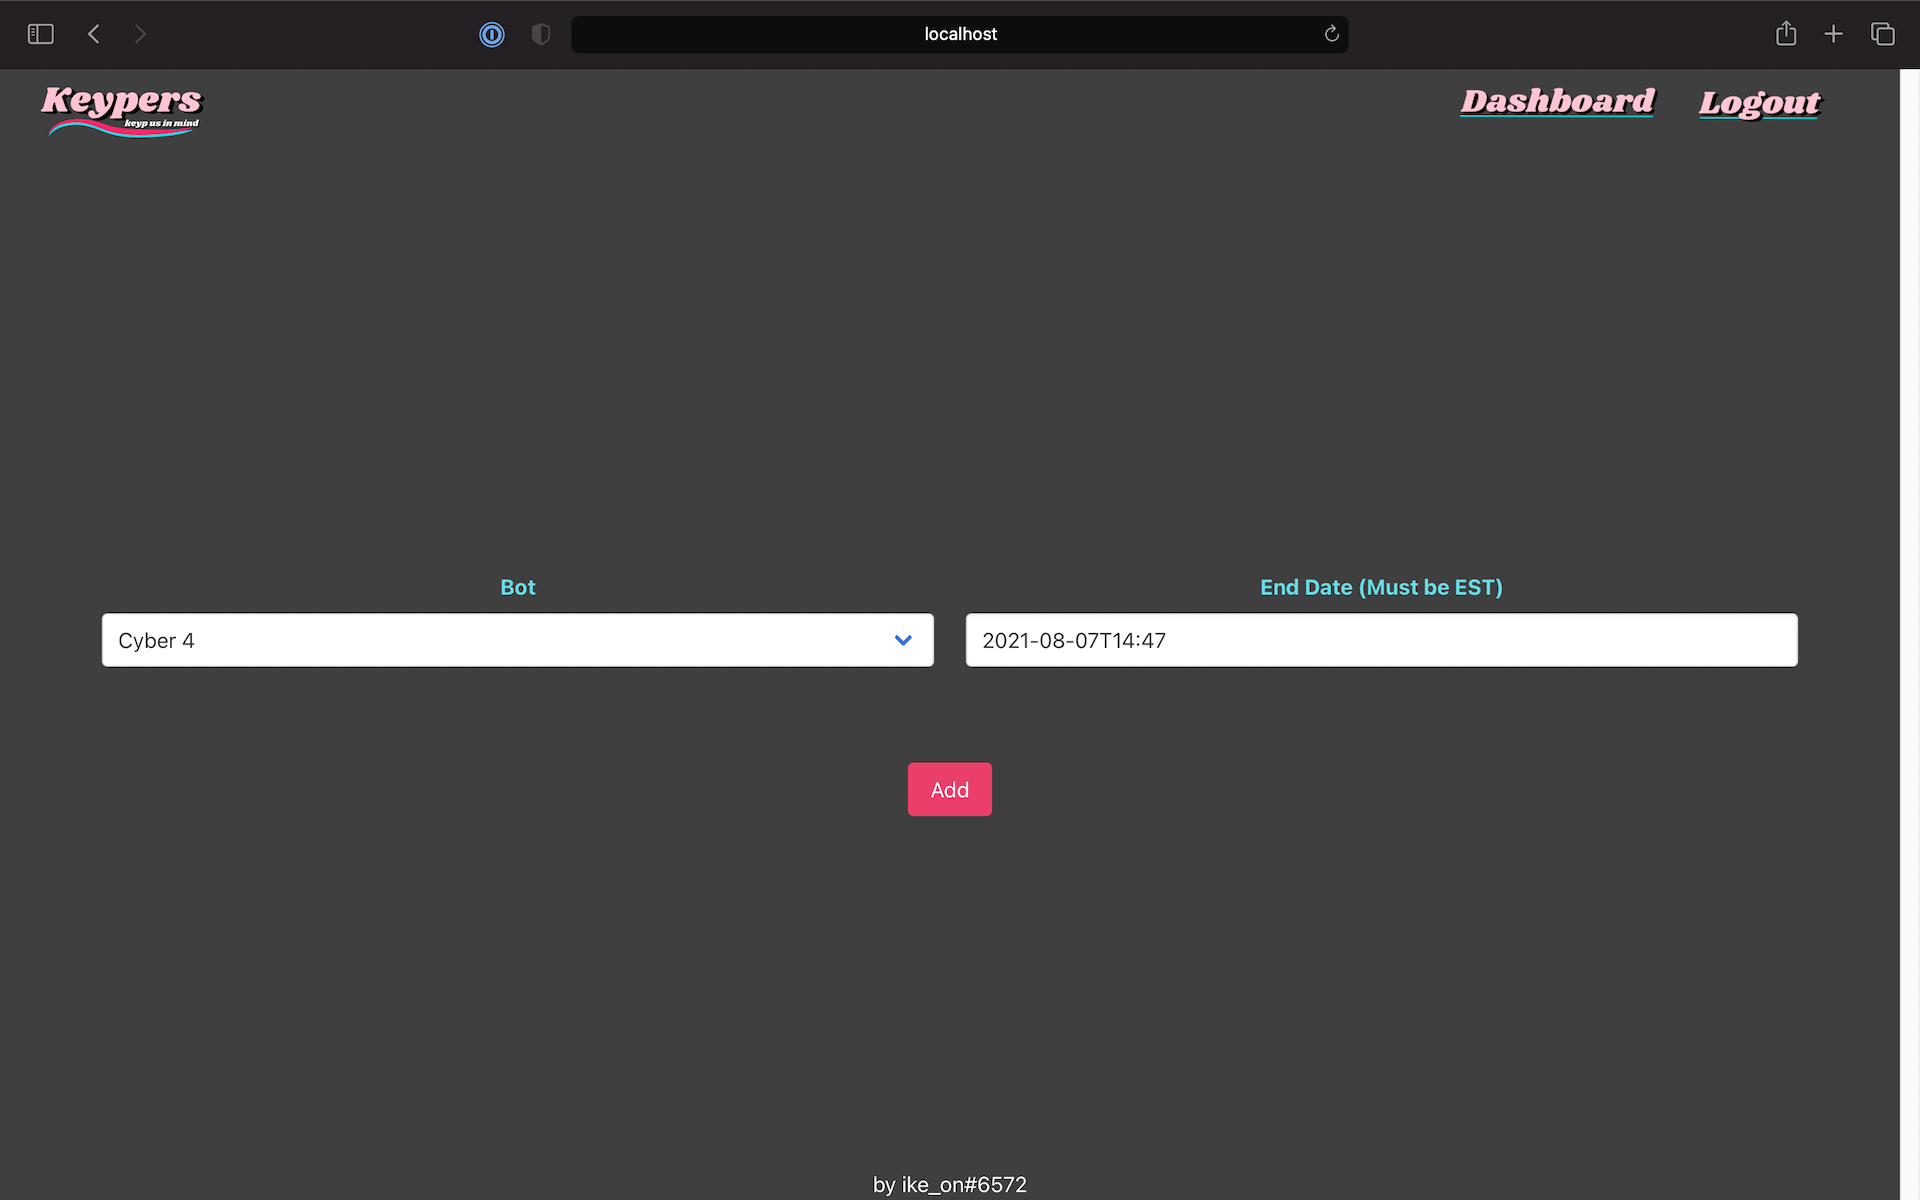 localhost
Keypers
keyp us in mind
Dashboard
Logout
Bot
End Date (Must be EST)
Cyber 4
2021-08-07T14:47
Add
by ike_on#6572